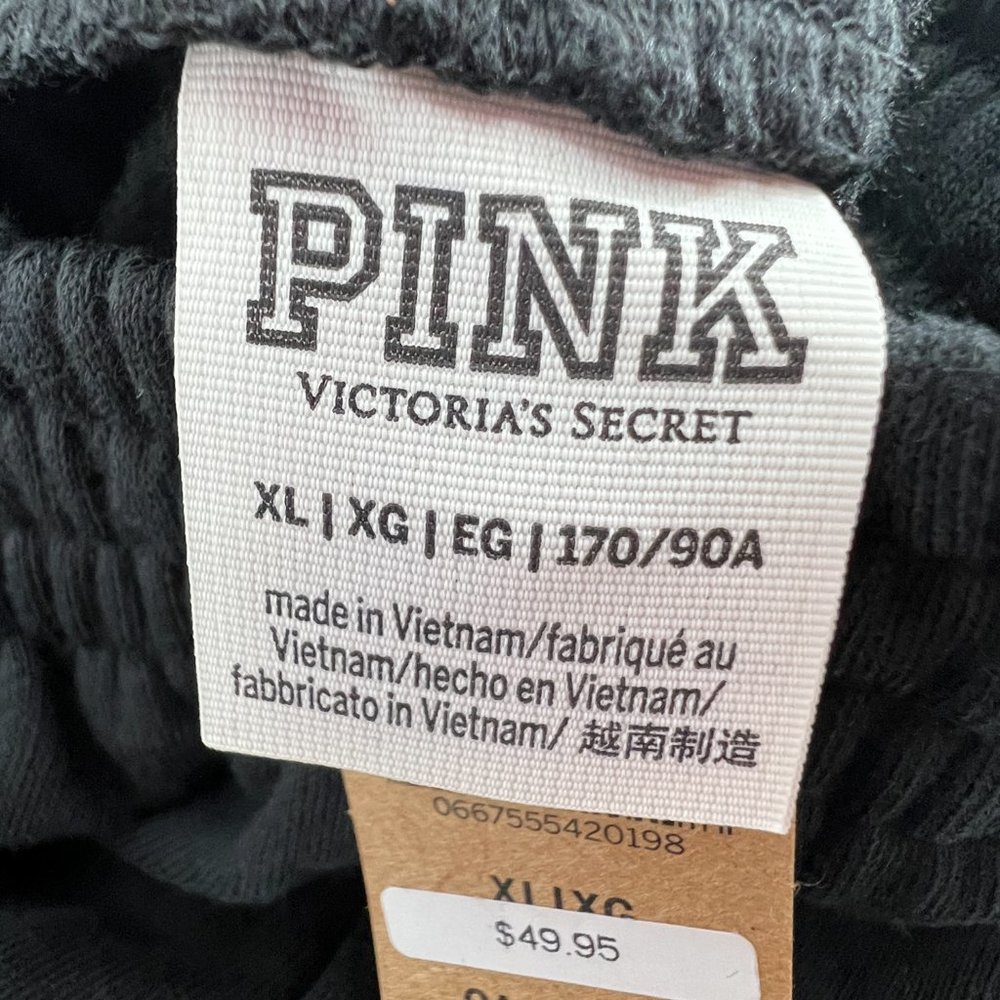 PINK
VICTORIA'S SECRET
XL | XG | EG | 170/90A
made in Vietnam/fabriqué au
Vietnam/hecho en Vietnam/
fabbricato in Vietnam/ 越南制造
0667555420198
XL | XG
$49.95